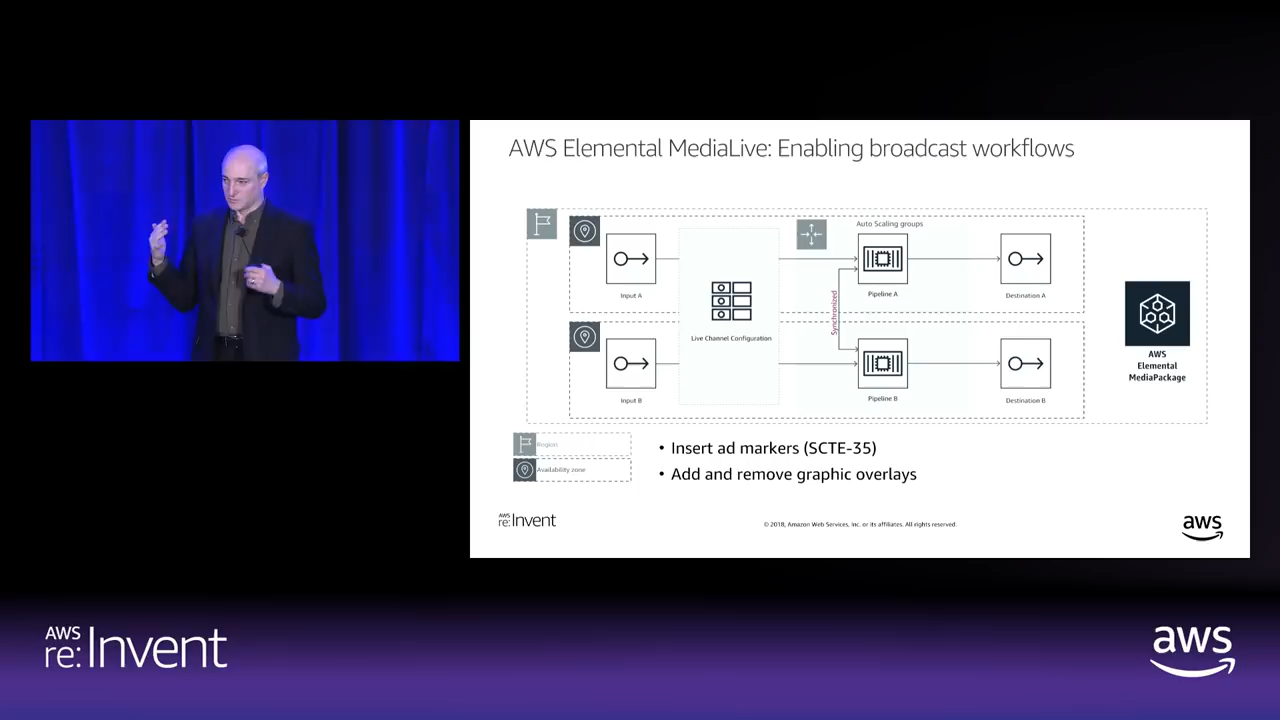 AWS Elemental MediaLive: Enabling broadcast workflows
Auto Scaling groups
Input A
Pipeline A
Destination A
Synchronized
Live Channel Configuration
AWS
Elemental
MediaPackage
Input B
Pipeline B
Destination B
Region
Availability zone
• Insert ad markers (SCTE-35)
• Add and remove graphic overlays
AWS
re:Invent
© 2018, Amazon Web Services, Inc. or its affiliates. All rights reserved.
aws
AWS
re:Invent
aws